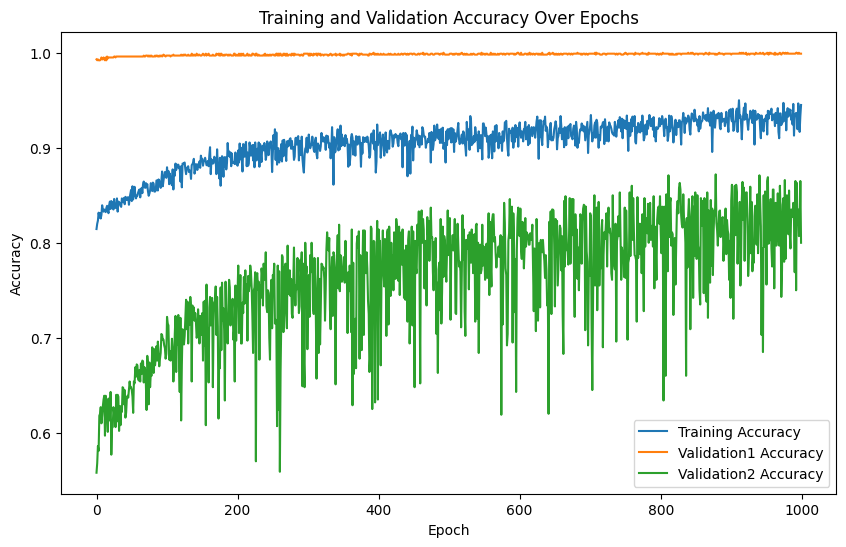 Training and Validation Accuracy Over Epochs
1.0
0.9
0.8
0.7
0.6
Accuracy
0
200
400
600
800
1000
Epoch
Training Accuracy
Validation1 Accuracy
Validation2 Accuracy